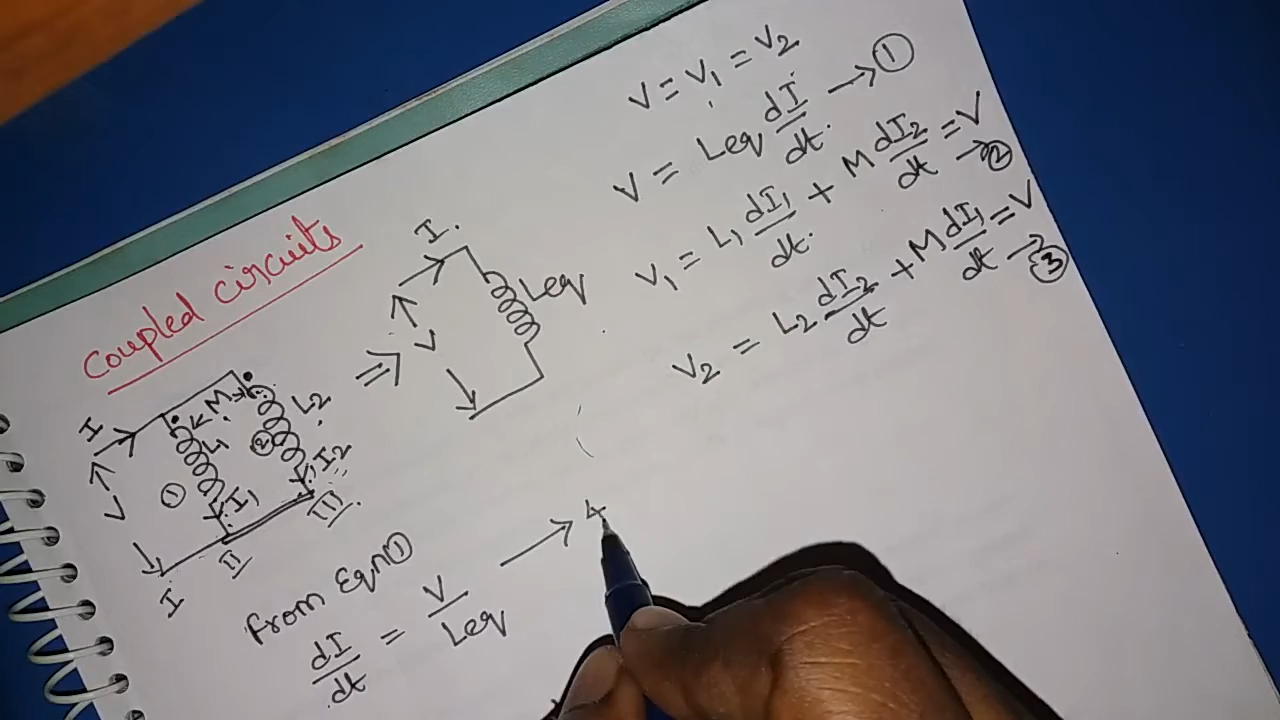 Coupled circuits
V = V₁ = V₂
V = Leq dI/dt. → ①
V₁ = L₁ dI₁/dt. + M dI₂/dt = V → ②
V₂ = L₂ dI₂/dt + M dI₁/dt = V → ③
I M L₁ L₂ V ① ② I₁ I₂ I II III
⇒ I. V Leq
from Eqn ①
dI/dt = V/Leq → 4